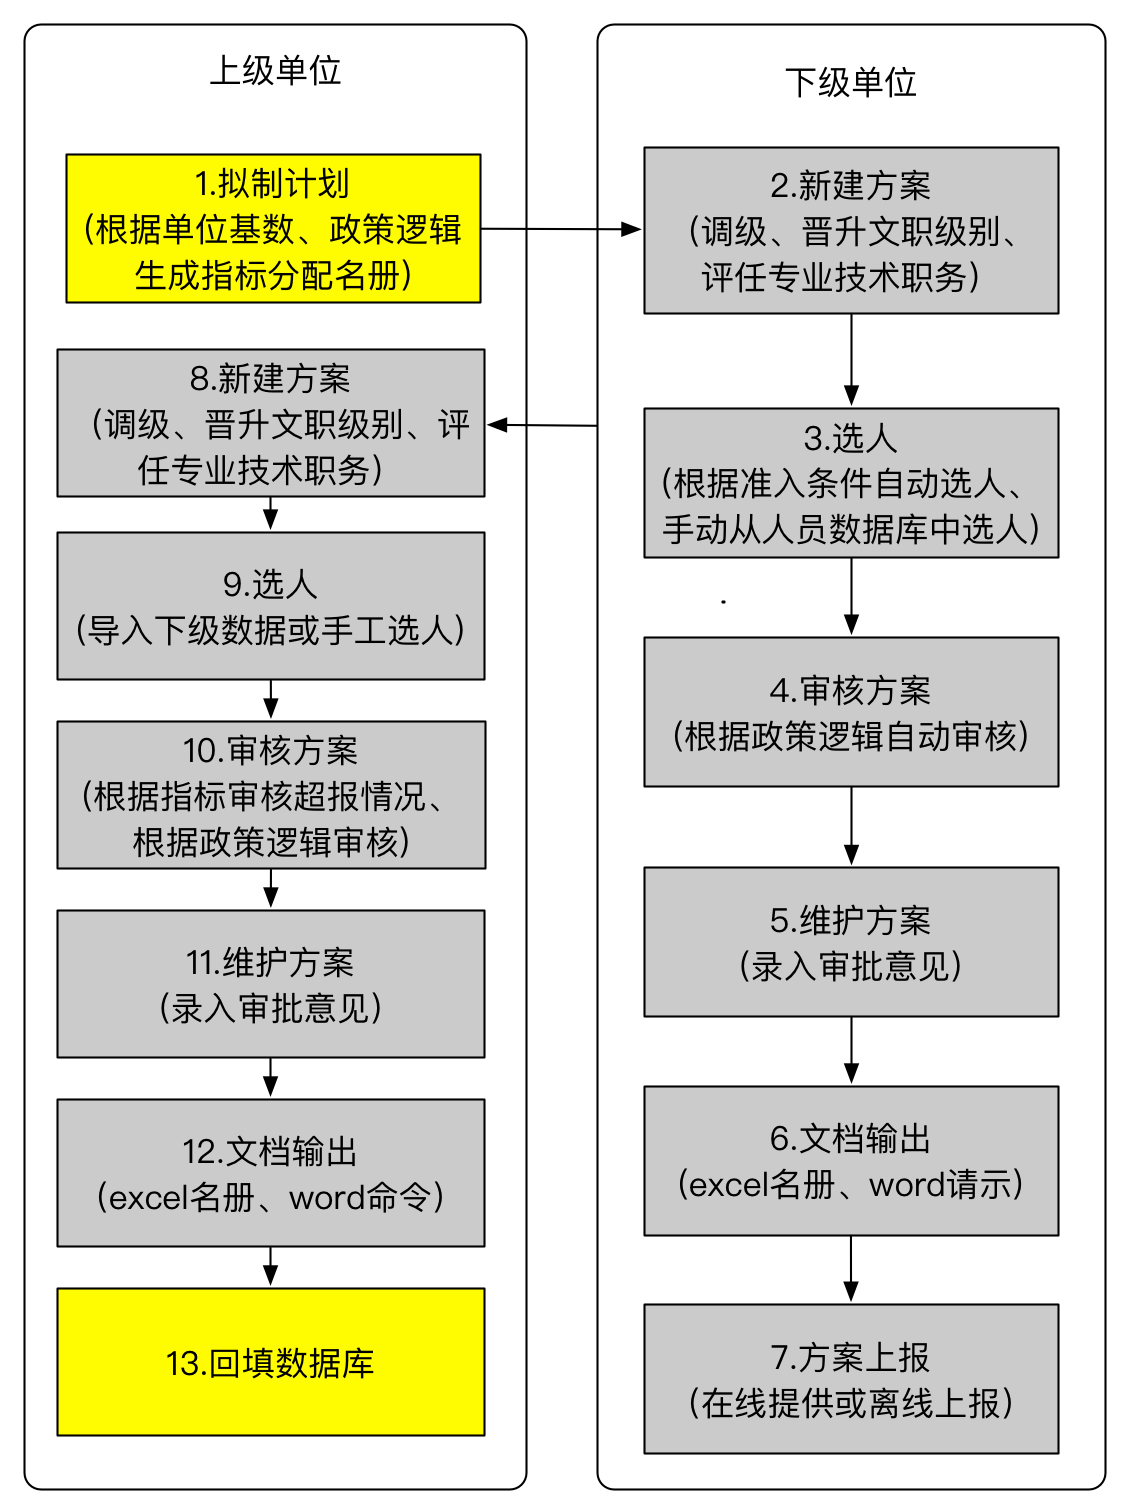 上级单位
1.拟制计划
(根据单位基数、政策逻辑
生成指标分配名册)
8.新建方案
(调级、晋升文职级别、评
任专业技术职务)
9.选人
(导入下级数据或手工选人)
10.审核方案
(根据指标审核超报情况、
根据政策逻辑审核)
11.维护方案
(录入审批意见)
12.文档输出
(excel名册、word命令)
13.回填数据库
下级单位
2.新建方案
(调级、晋升文职级别、
评任专业技术职务)
3.选人
(根据准入条件自动选人、
手动从人员数据库中选人)
4.审核方案
(根据政策逻辑自动审核)
5.维护方案
(录入审批意见)
6.文档输出
(excel名册、word请示)
7.方案上报
(在线提供或离线上报)